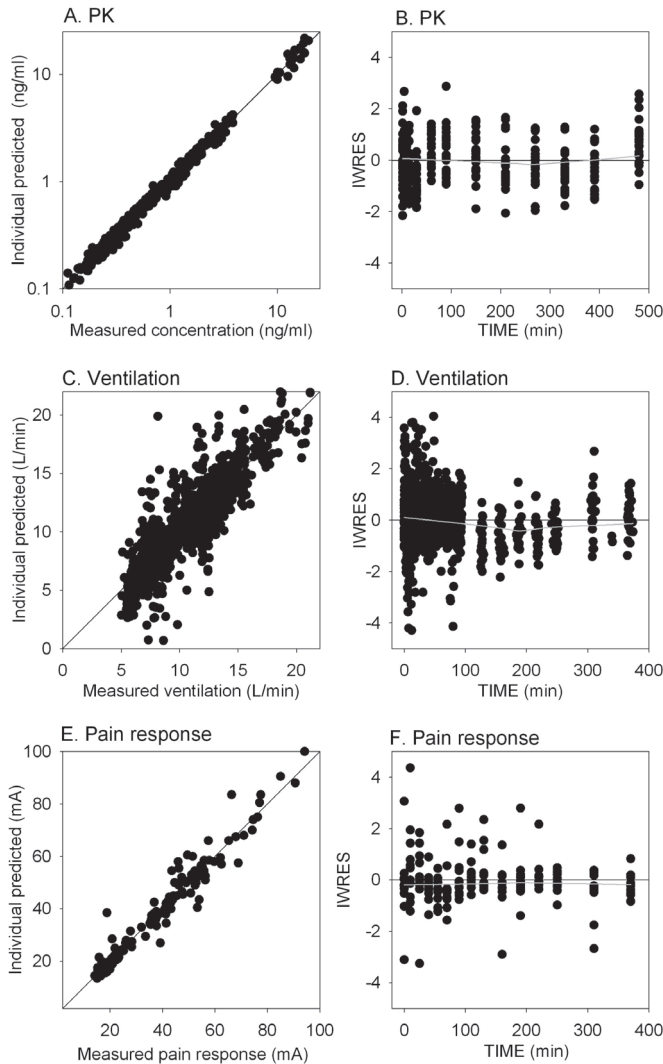 A. PK
Individual predicted (ng/ml)
10
1
0.1
0.1 1 10
Measured concentration (ng/ml)
B. PK
IWRES
4
2
0
-2
-4
0 100 200 300 400 500
TIME (min)
C. Ventilation
Individual predicted (L/min)
20
15
10
5
0
0 5 10 15 20
Measured ventilation (L/min)
D. Ventilation
IWRES
4
2
0
-2
-4
0 100 200 300 400
TIME (min)
E. Pain response
Individual predicted (mA)
100
80
60
40
20
20 40 60 80 100
Measured pain response (mA)
F. Pain response
IWRES
4
2
0
-2
-4
0 100 200 300 400
TIME (min)